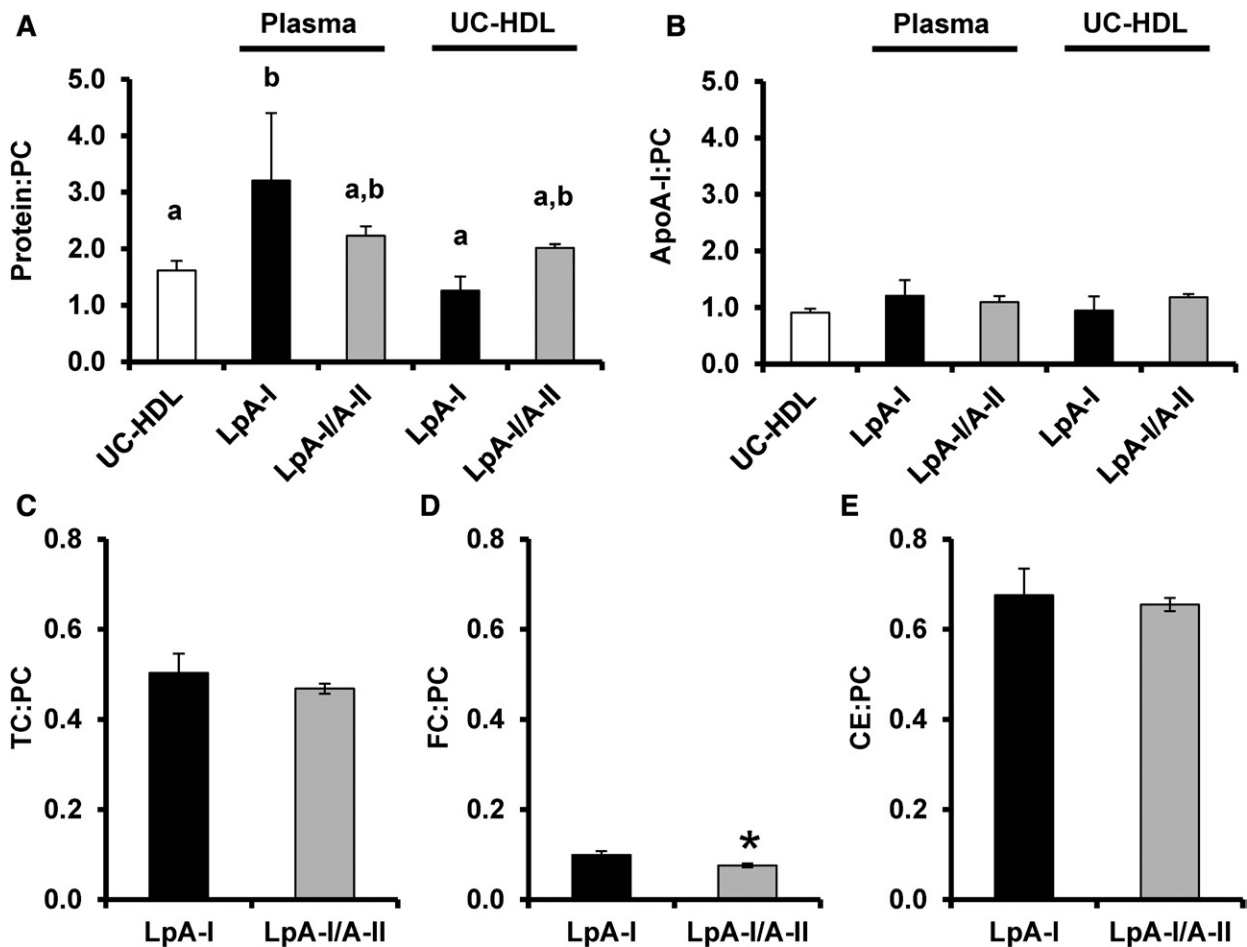 A
Plasma
UC-HDL
Protein:PC
5.0
4.0
3.0
2.0
1.0
0.0
a
b
a,b
a
a,b
UC-HDL
LpA-I
LpA-I//A-II
LpA-I
LpA-I//A-II
B
Plasma
UC-HDL
ApoA-I:PC
5.0
4.0
3.0
2.0
1.0
0.0
UC-HDL
LpA-I
LpA-I//A-II
LpA-I
LpA-I//A-II
C
TC:PC
0.8
0.6
0.4
0.2
0.0
LpA-I
LpA-I/A-II
D
FC:PC
0.8
0.6
0.4
0.2
0.0
*
LpA-I
LpA-I/A-II
E
CE:PC
0.8
0.6
0.4
0.2
0.0
LpA-I
LpA-I/A-II